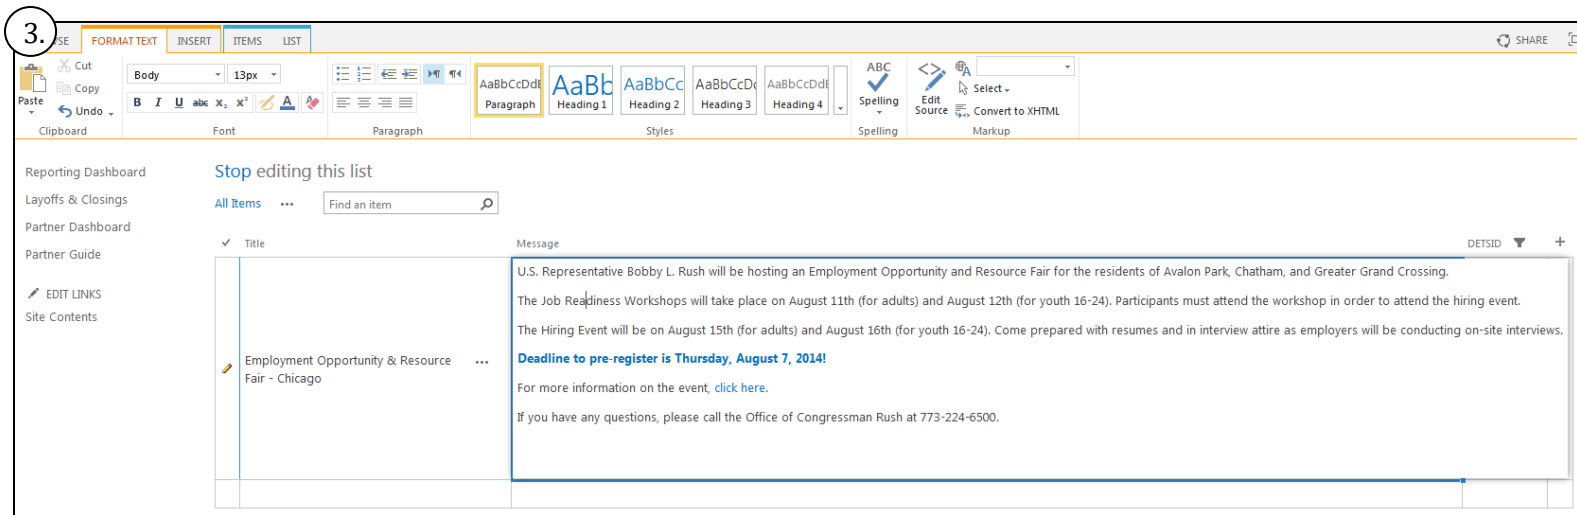 3.
SE FORMAT TEXT INSERT ITEMS LIST SHARE
Cut
Copy
Undo
Paste
Clipboard
Body 13px
B I U abc X₂ X² A
Font
Paragraph
AaBbCcDdE Paragraph
AaBb Heading 1
AaBbCc Heading 2
AaBbCcDc Heading 3
AaBbCcDdE Heading 4
Styles
ABC
Spelling
Spelling
Edit Source
Select
Convert to XHTML
Markup
Reporting Dashboard
Layoffs & Closings
Partner Dashboard
Partner Guide
EDIT LINKS
Site Contents
Stop editing this list
All Items ••• Find an item
Title Message DETSID
Employment Opportunity & Resource •••
Fair - Chicago
U.S. Representative Bobby L. Rush will be hosting an Employment Opportunity and Resource Fair for the residents of Avalon Park, Chatham, and Greater Grand Crossing.
The Job Readiness Workshops will take place on August 11th (for adults) and August 12th (for youth 16-24). Participants must attend the workshop in order to attend the hiring event.
The Hiring Event will be on August 15th (for adults) and August 16th (for youth 16-24). Come prepared with resumes and in interview attire as employers will be conducting on-site interviews.
Deadline to pre-register is Thursday, August 7, 2014!
For more information on the event, click here.
If you have any questions, please call the Office of Congressman Rush at 773-224-6500.